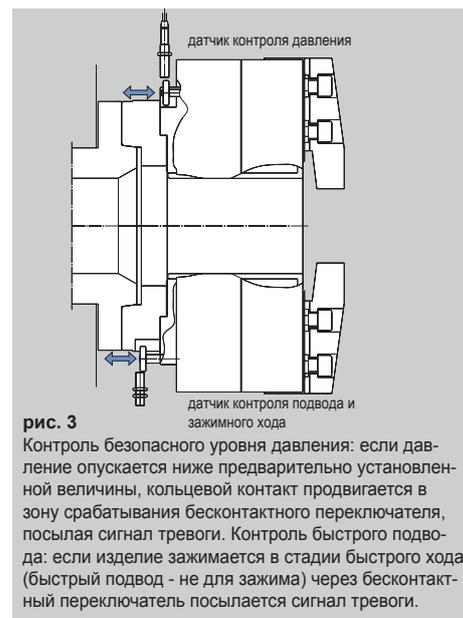 датчик контроля давления
датчик контроля подвода и
зажимного хода
рис. 3
Контроль безопасного уровня давления: если дав-
ление опускается ниже предварительно установлен-
ной величины, кольцевой контакт продвигается в
зону срабатывания бесконтактного переключателя,
посылая сигнал тревоги. Контроль быстрого подво-
да: если изделие зажимается в стадии быстрого хода
(быстрый подвод - не для зажима) через бесконтакт-
ный переключатель посылается сигнал тревоги.